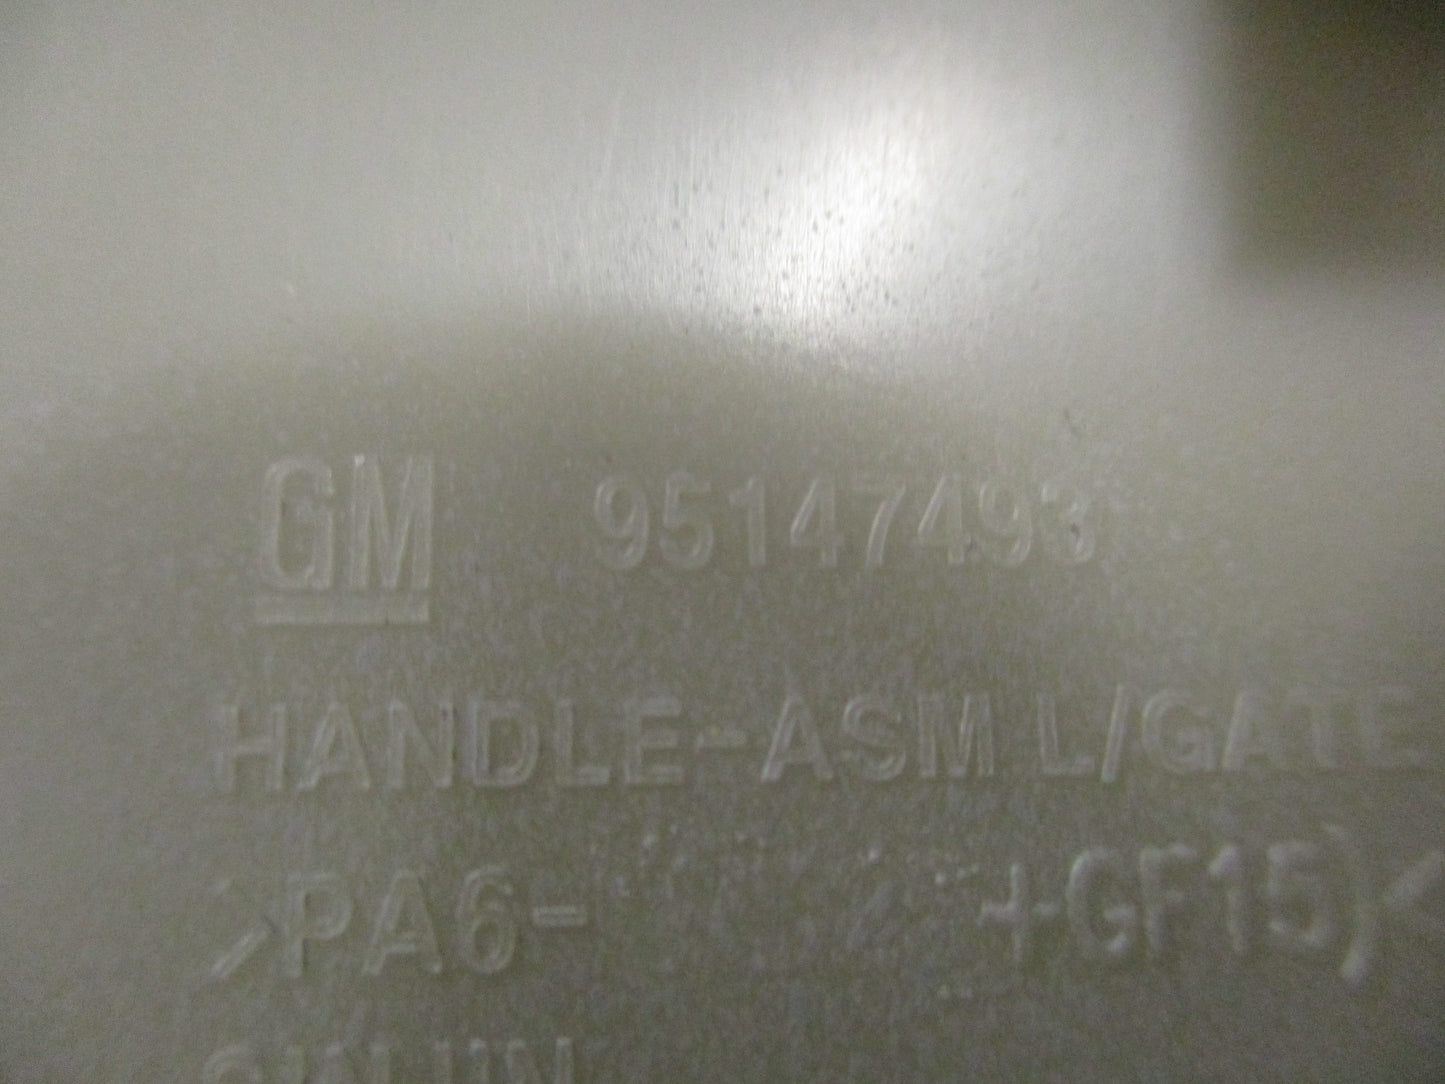 GM 95147493
HANDLE-ASM L/GATE
>PA6- +GF15)<